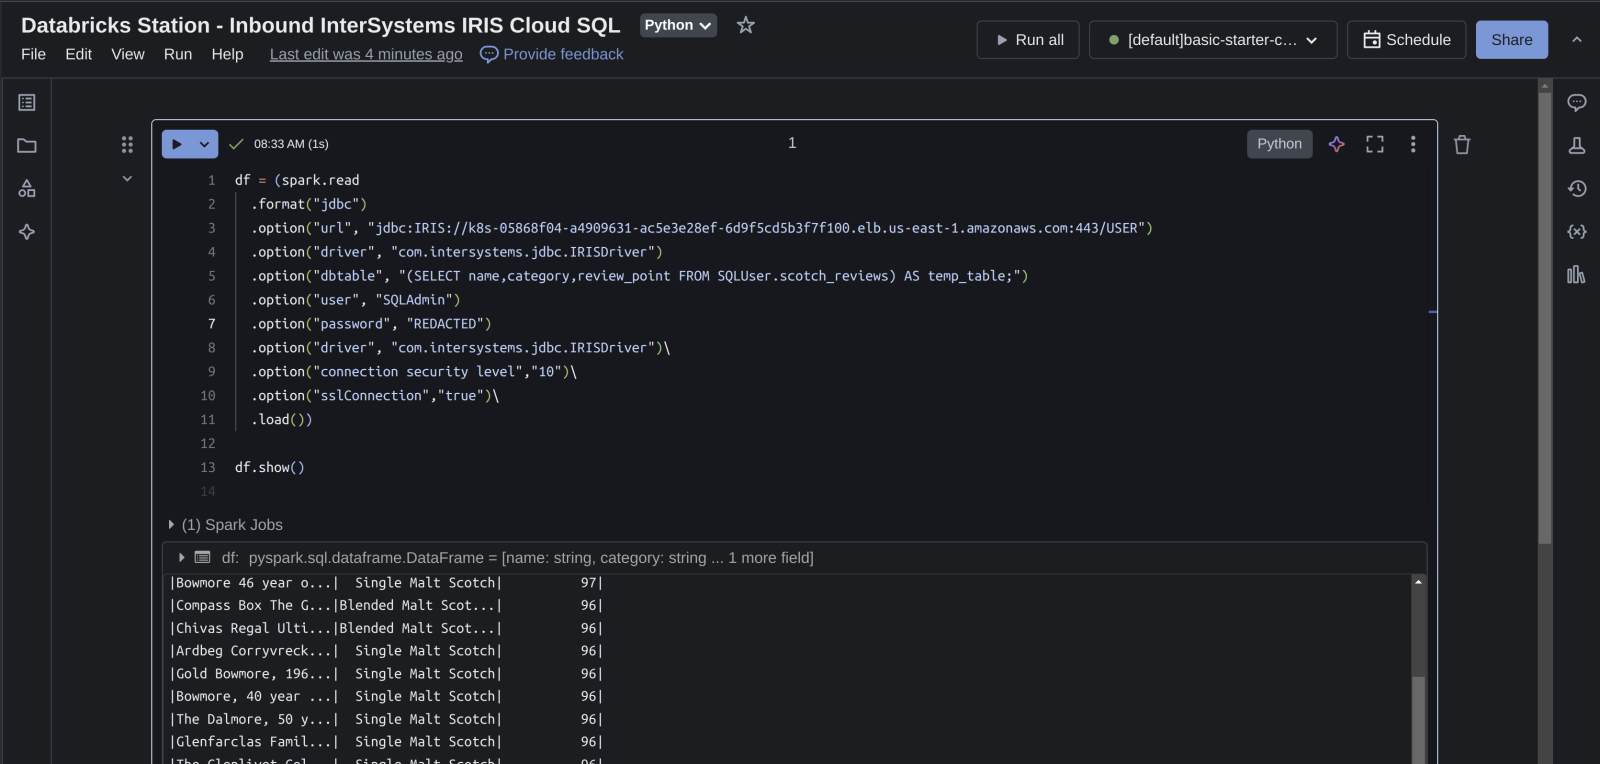 Databricks Station - Inbound InterSystems IRIS Cloud SQL Python
File Edit View Run Help Last edit was 4 minutes ago Provide feedback
Run all [default]basic-starter-c... Schedule Share
08:33 AM (1s) 1 Python
1 df = (spark.read
2 .format("jdbc")
3 .option("url", "jdbc:IRIS://k8s-05868f04-a4909631-ac5e3e28ef-6d9f5cd5b3f7f100.elb.us-east-1.amazonaws.com:443/USER")
4 .option("driver", "com.intersystems.jdbc.IRISDriver")
5 .option("dbtable", "(SELECT name,category,review_point FROM SQLUser.scotch_reviews) AS temp_table;")
6 .option("user", "SQLAdmin")
7 .option("password", "REDACTED")
8 .option("driver", "com.intersystems.jdbc.IRISDriver")\
9 .option("connection security level","10")\
10 .option("sslConnection","true")\
11 .load())
12
13 df.show()
14
(1) Spark Jobs
df: pyspark.sql.dataframe.DataFrame = [name: string, category: string ... 1 more field]
|Bowmore 46 year o...| Single Malt Scotch| 97|
|Compass Box The G...|Blended Malt Scot...| 96|
|Chivas Regal Ulti...|Blended Malt Scot...| 96|
|Ardbeg Corryvreck...| Single Malt Scotch| 96|
|Gold Bowmore, 196...| Single Malt Scotch| 96|
|Bowmore, 40 year ...| Single Malt Scotch| 96|
|The Dalmore, 50 y...| Single Malt Scotch| 96|
|Glenfarclas Famil...| Single Malt Scotch| 96|
|The Glenlivet Cel...| Single Malt Scotch| 96|